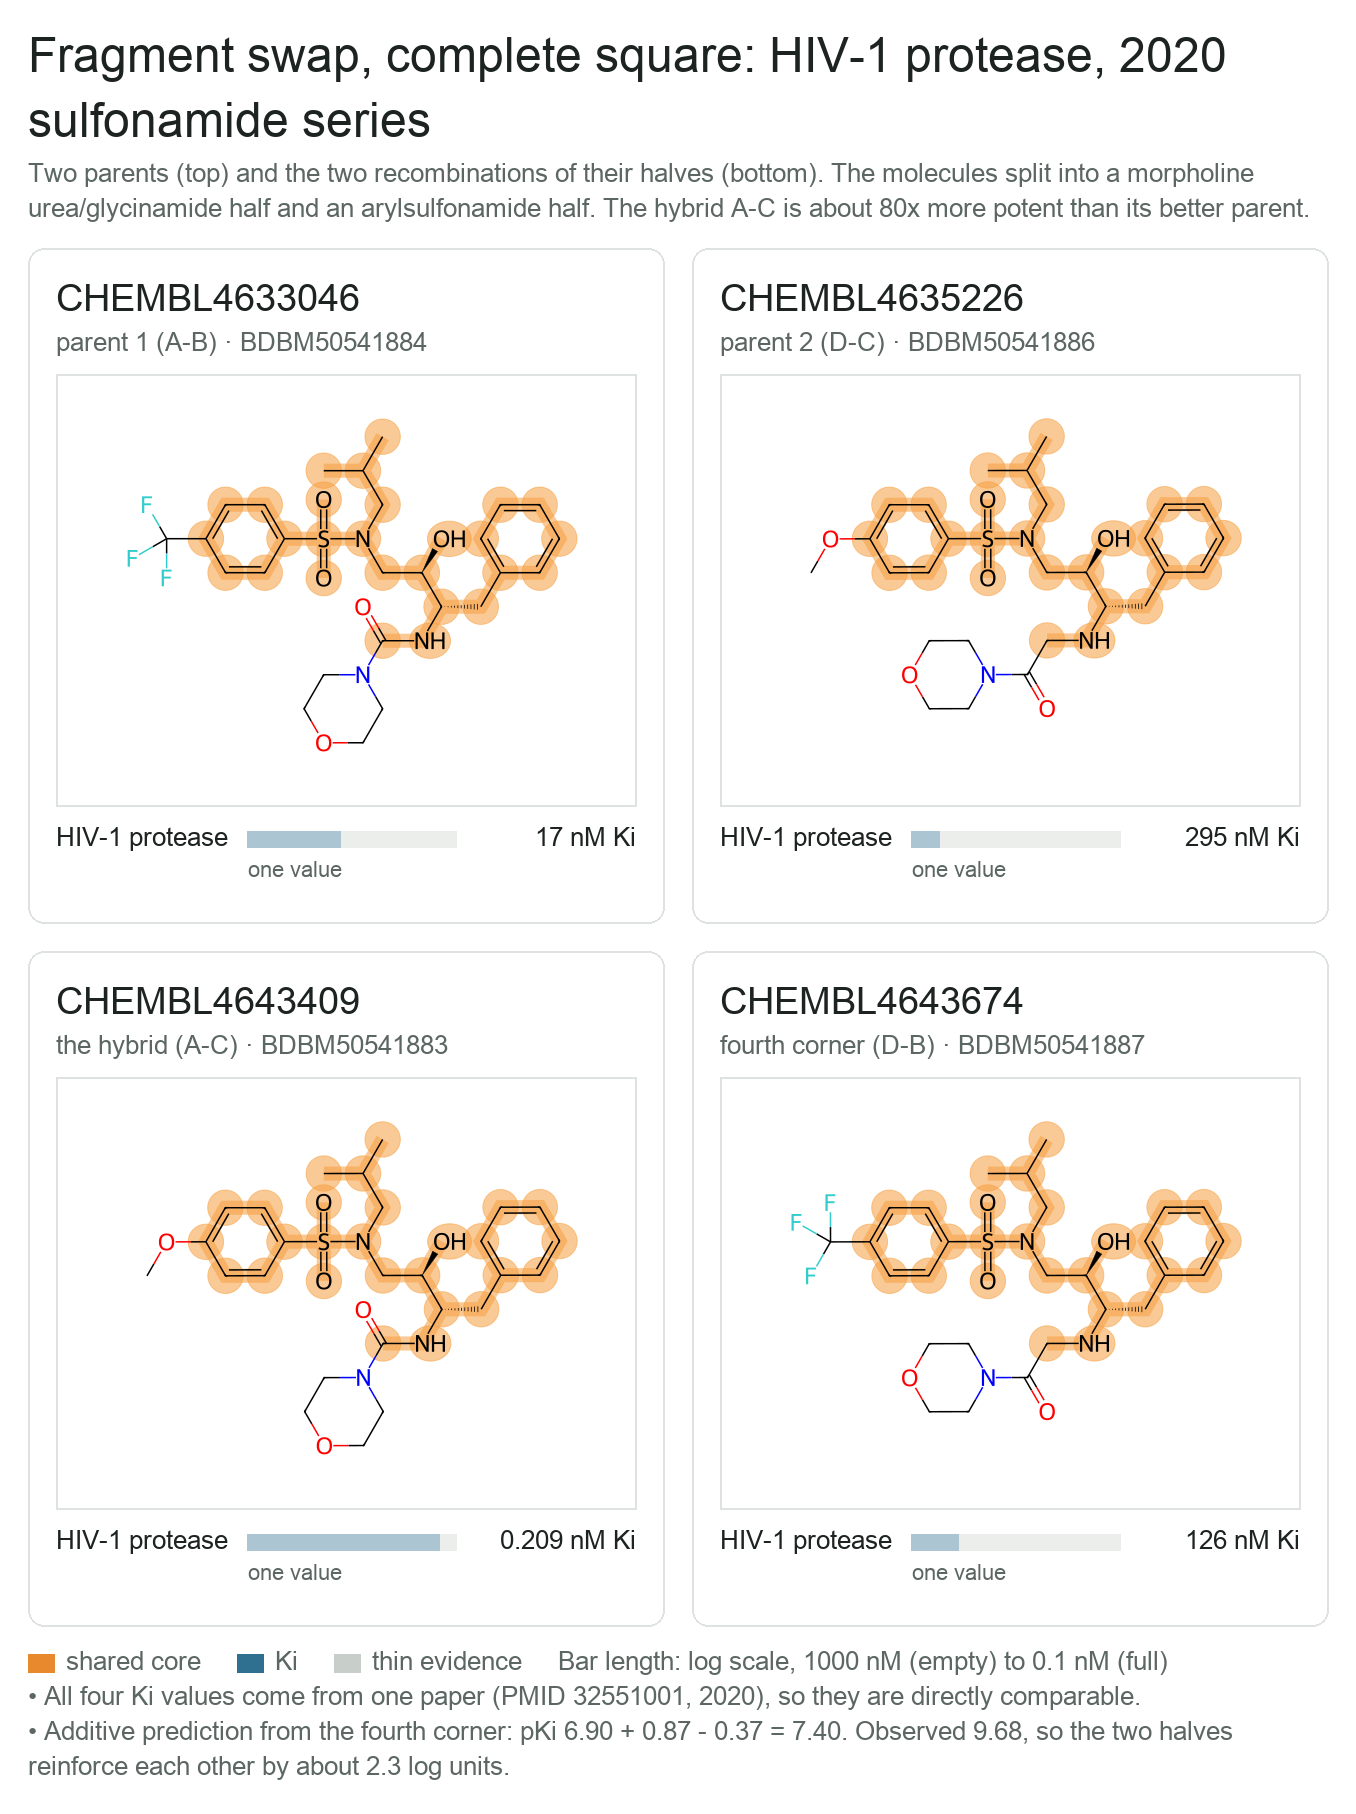 Fragment swap, complete square: HIV-1 protease, 2020
sulfonamide series
Two parents (top) and the two recombinations of their halves (bottom). The molecules split into a morpholine
urea/glycinamide half and an arylsulfonamide half. The hybrid A-C is about 80x more potent than its better parent.
CHEMBL4633046
parent 1 (A-B) · BDBM50541884
F
F
F
O
S
O
N
OH
O
NH
N
O
HIV-1 protease 17 nM Ki
one value
CHEMBL4635226
parent 2 (D-C) · BDBM50541886
O
O
S
O
N
OH
NH
O
N
O
HIV-1 protease 295 nM Ki
one value
CHEMBL4643409
the hybrid (A-C) · BDBM50541883
O
O
S
O
N
OH
O
NH
N
O
HIV-1 protease 0.209 nM Ki
one value
CHEMBL4643674
fourth corner (D-B) · BDBM50541887
F
F
F
O
S
O
N
OH
NH
O
N
O
HIV-1 protease 126 nM Ki
one value
shared core Ki thin evidence Bar length: log scale, 1000 nM (empty) to 0.1 nM (full)
• All four Ki values come from one paper (PMID 32551001, 2020), so they are directly comparable.
• Additive prediction from the fourth corner: pKi 6.90 + 0.87 - 0.37 = 7.40. Observed 9.68, so the two halves
reinforce each other by about 2.3 log units.